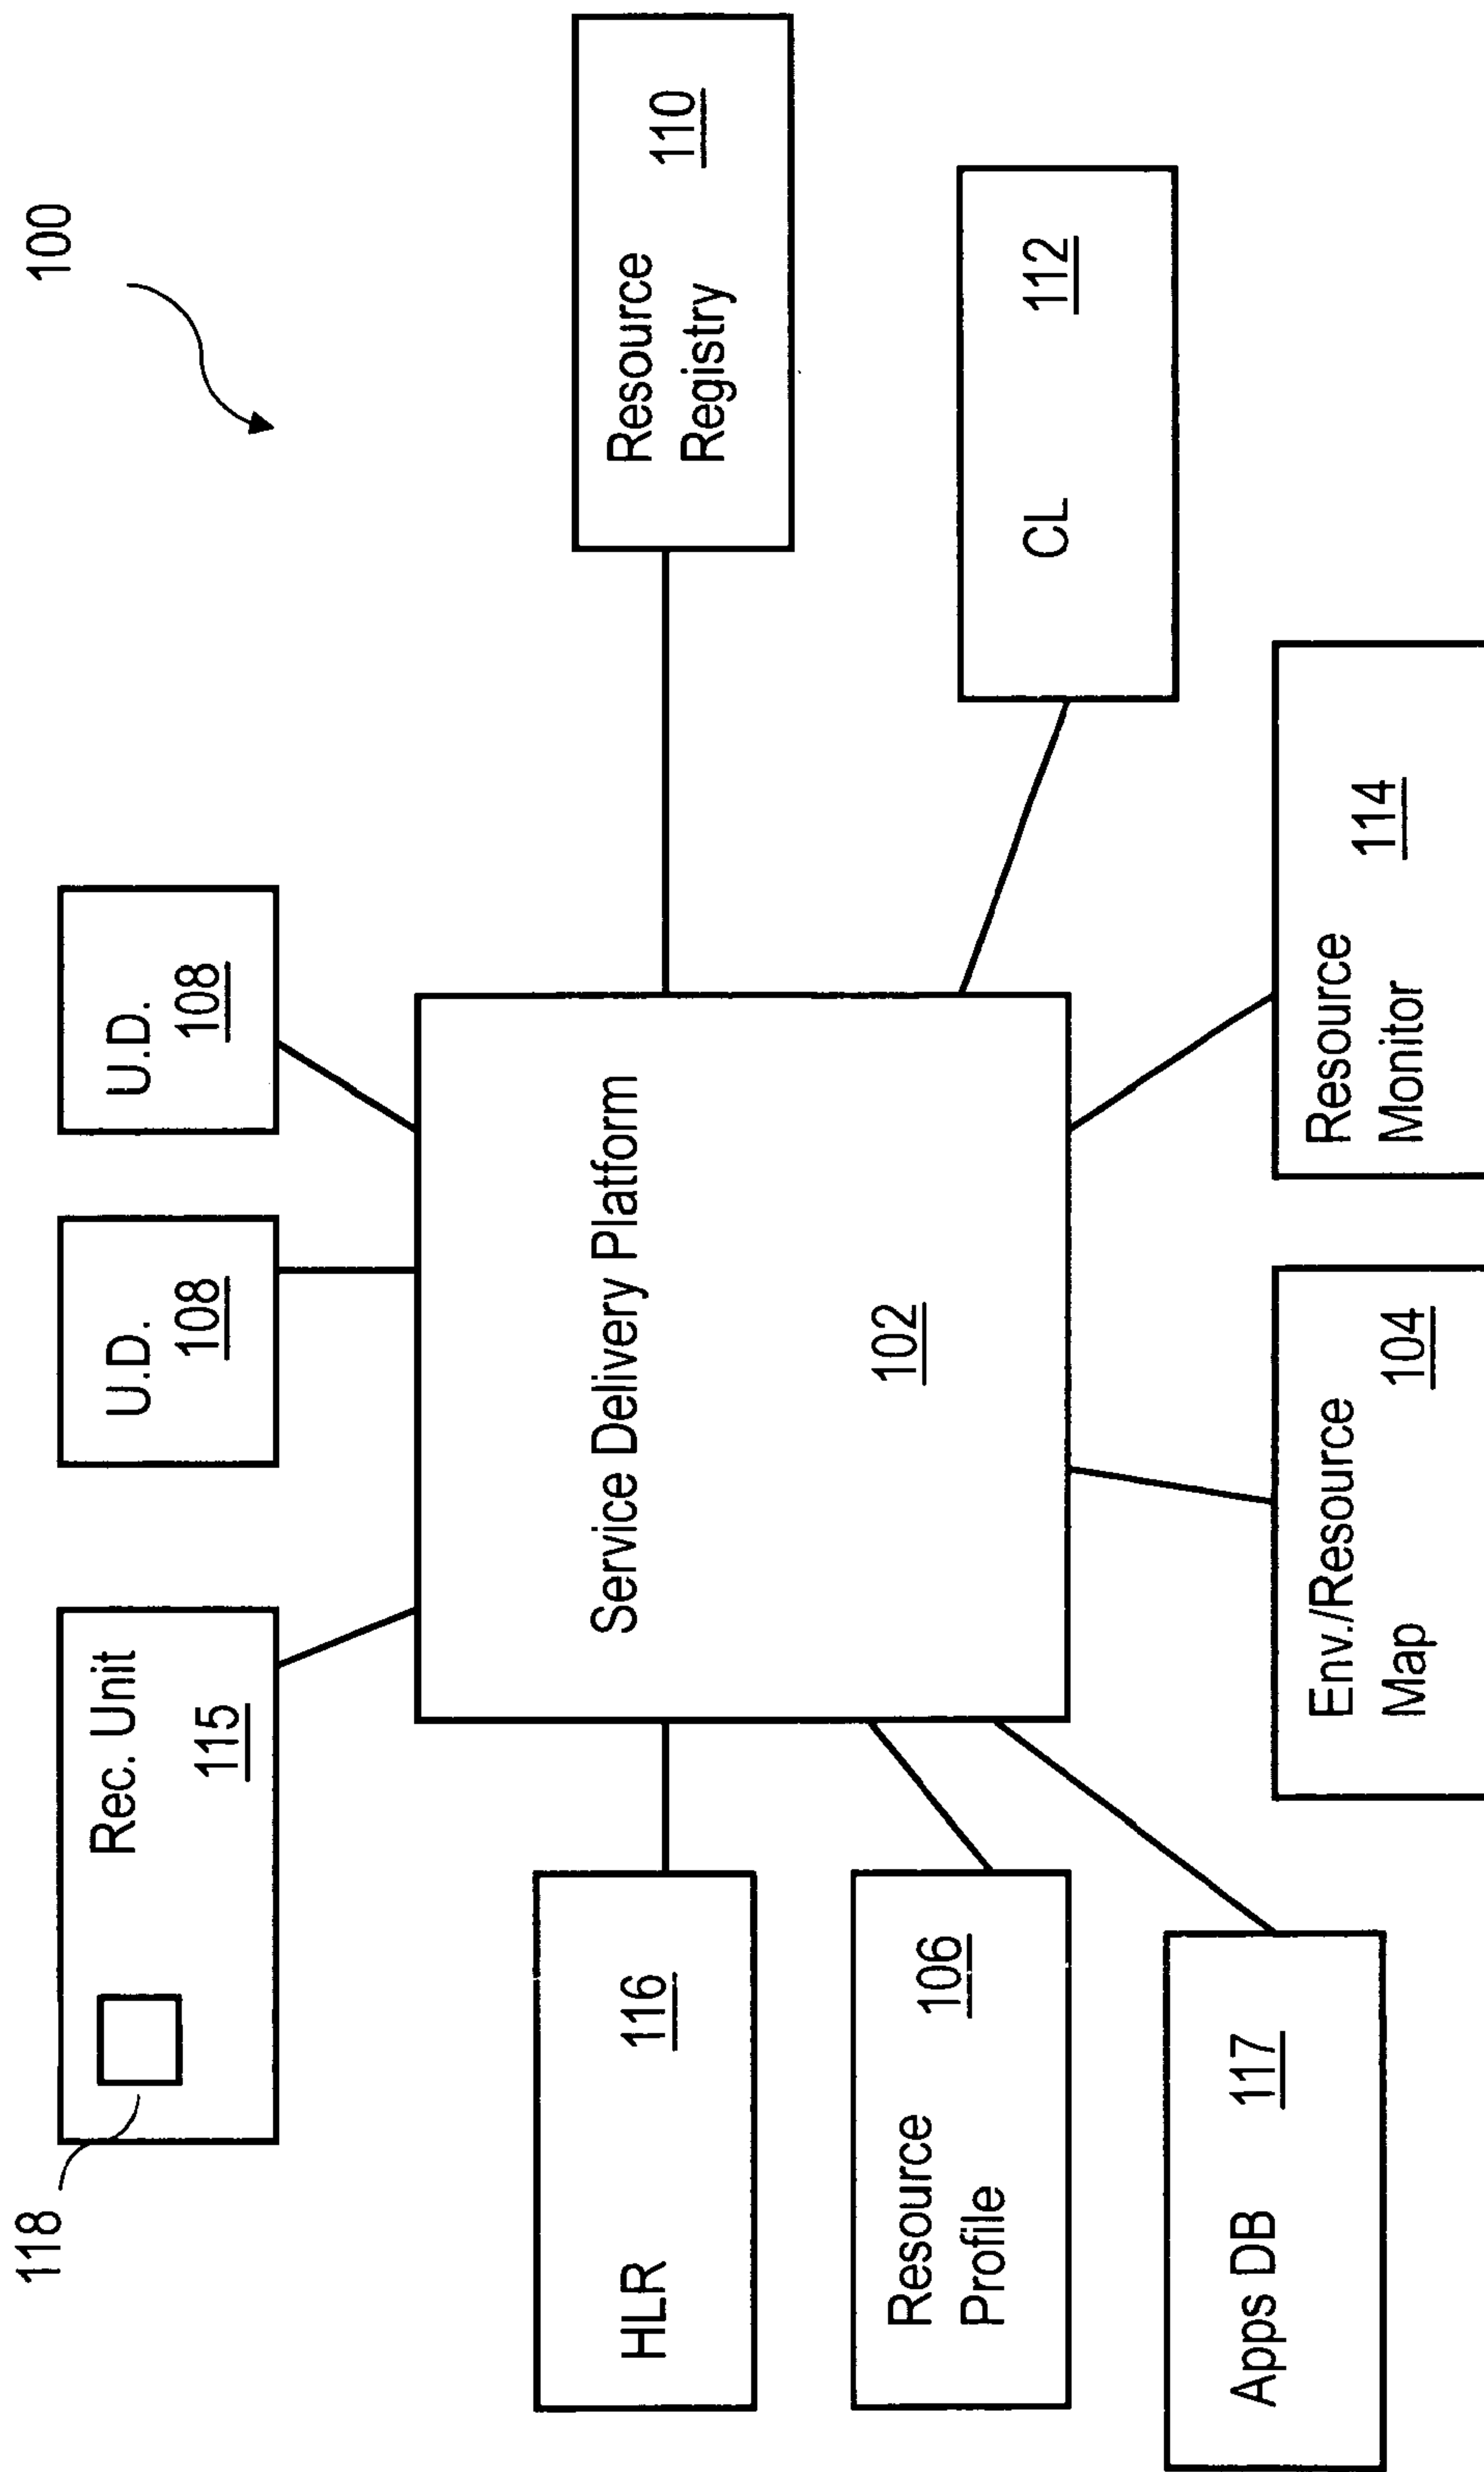 100
118
Rec. Unit
115
U.D.
108
U.D.
108
HLR
116
Service Delivery Platform
102
Resource
Registry
110
Resource
Profile
106
CL
112
Apps DB
117
Env./Resource
Map
104
Resource
Monitor
114